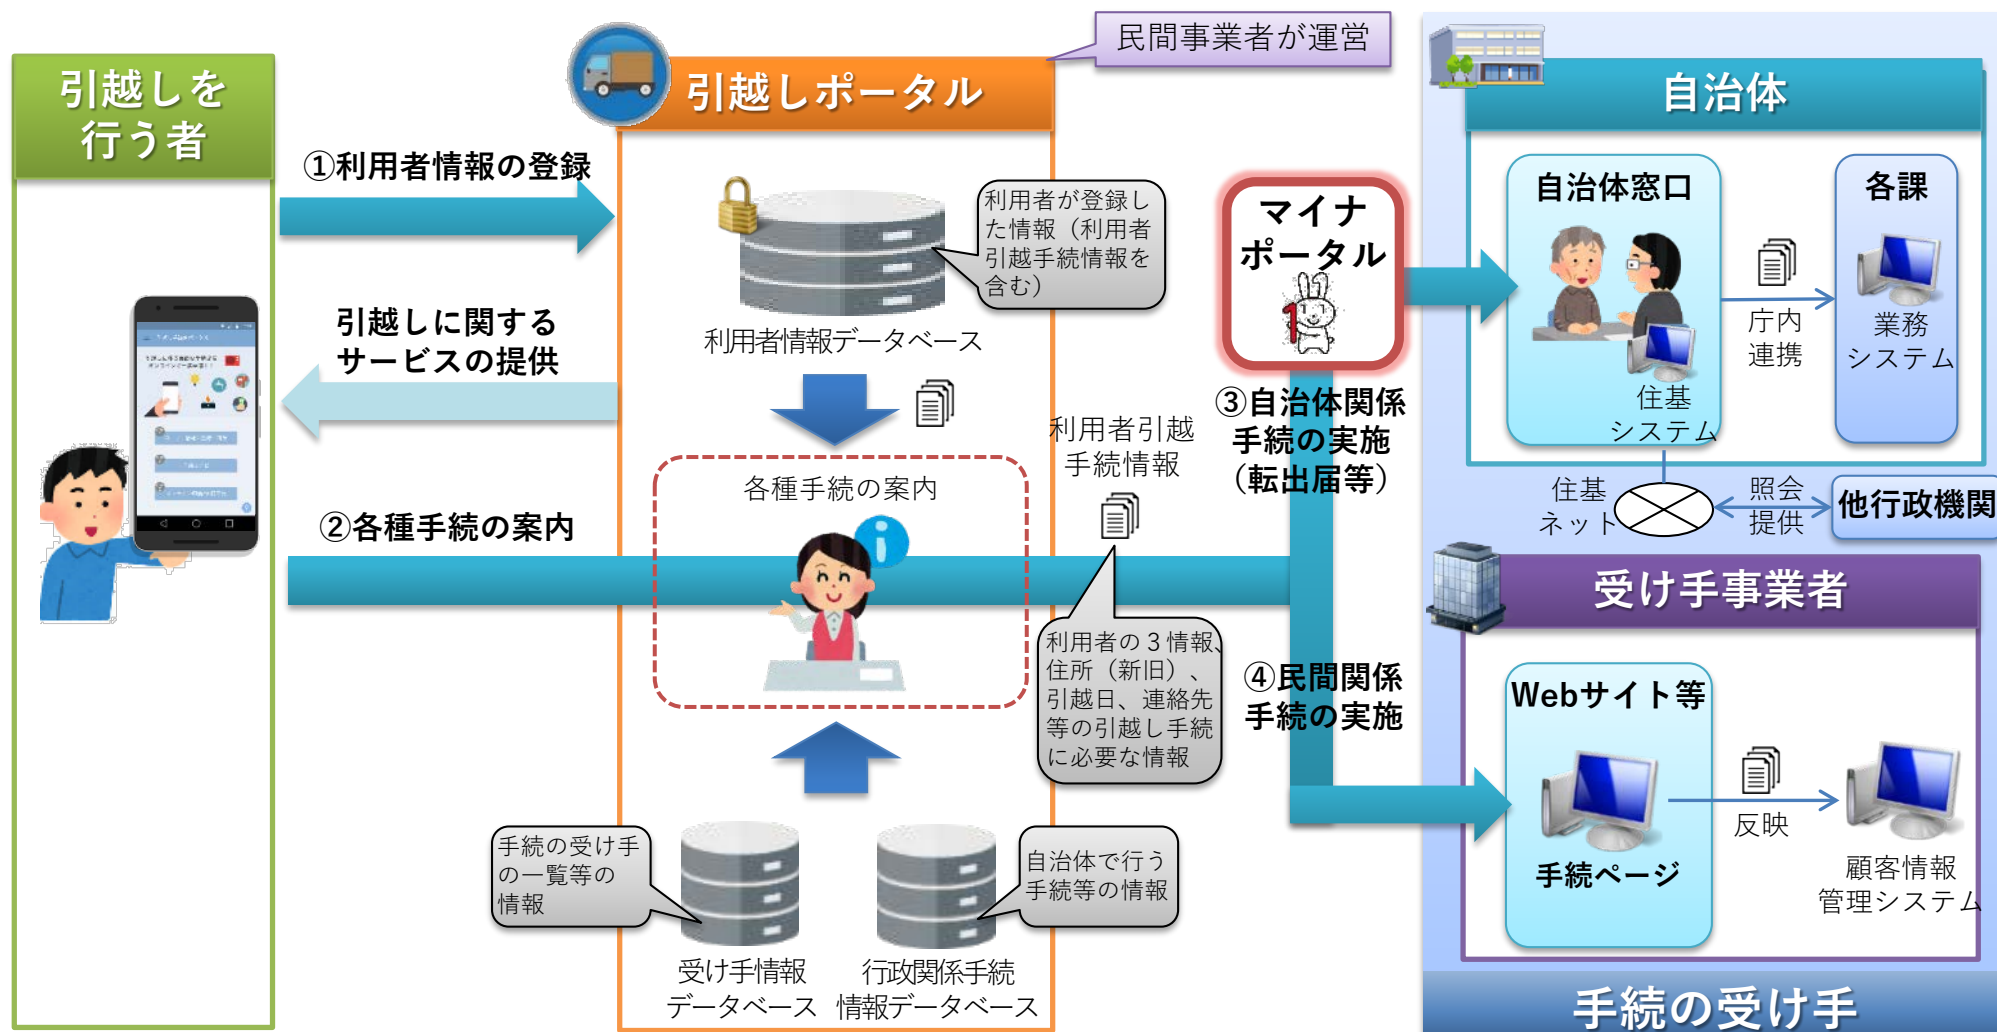 引越しを
行う者
①利用者情報の登録
引越しに関する
サービスの提供
②各種手続の案内
民間事業者が運営
引越しポータル
利用者が登録し
た情報（利用者
引越手続情報を
含む）
利用者情報データベース
各種手続の案内
利用者引越
手続情報
利用者の３情報、
住所（新旧）、
引越日、連絡先
等の引越し手続
に必要な情報
手続の受け手
の一覧等の
情報
自治体で行う
手続等の情報
受け手情報
データベース
行政関係手続
情報データベース
マイナ
ポータル
1
③自治体関係
手続の実施
（転出届等）
④民間関係
手続の実施
自治体
自治体窓口
住基
システム
庁内
連携
各課
業務
システム
住基
ネット
照会
提供
他行政機関
受け手事業者
Webサイト等
手続ページ
反映
顧客情報
管理システム
手続の受け手